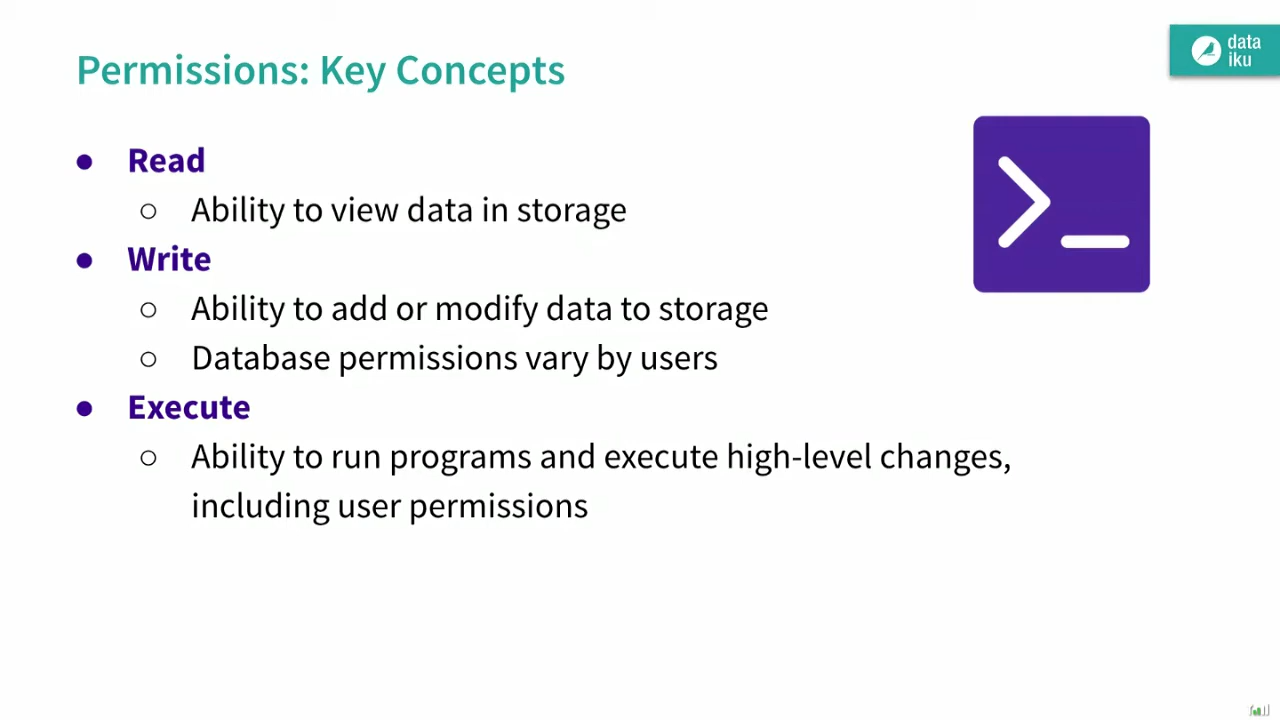 Permissions: Key Concepts
data
iku
● Read
○ Ability to view data in storage
● Write
○ Ability to add or modify data to storage
○ Database permissions vary by users
● Execute
○ Ability to run programs and execute high-level changes,
including user permissions